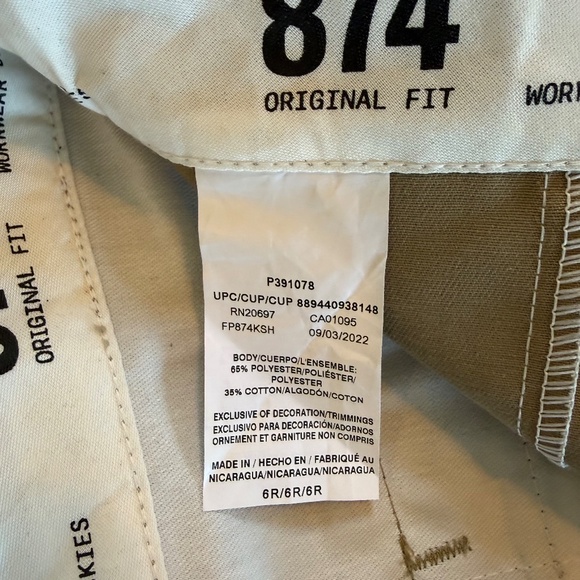 874
ORIGINAL FIT
WORKWEAR
ORIGINAL FIT
P391078
UPC/CUP/CUP 889440938148
RN20697 CA01095
FP874KSH 09/03/2022
BODY/CUERPO/L'ENSEMBLE:
65% POLYESTER/POLIÉSTER/
POLYESTER
35% COTTON/ALGODÓN/COTON
EXCLUSIVE OF DECORATION/TRIMMINGS
EXCLUSIVO PARA DECORACIÓN/ADORNOS
ORNEMENT ET GARNITURE NON COMPRIS
MADE IN / HECHO EN / FABRIQUÉ AU
NICARAGUA/NICARAGUA/NICARAGUA
6R/6R/6R